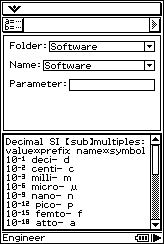 a=
b=
Folder: Software
Name: Software
Parameter:
Decimal SI [sub]multiples:
value×prefix name×symbol
10⁻¹ deci- d
10⁻² centi- c
10⁻³ milli- m
10⁻⁶ micro- μ
10⁻⁹ nano- n
10⁻¹² pico- p
10⁻¹⁵ femto- f
10⁻¹⁸ atto- a
Engineer